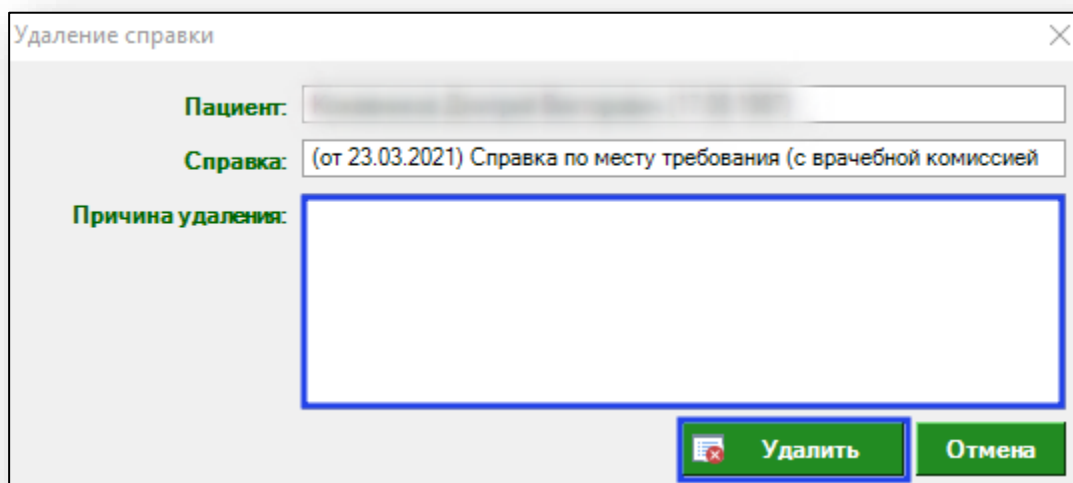 Удаление справки
Пациент:
Справка: (от 23.03.2021) Справка по месту требования (с врачебной комиссией
Причина удаления:
Удалить Отмена